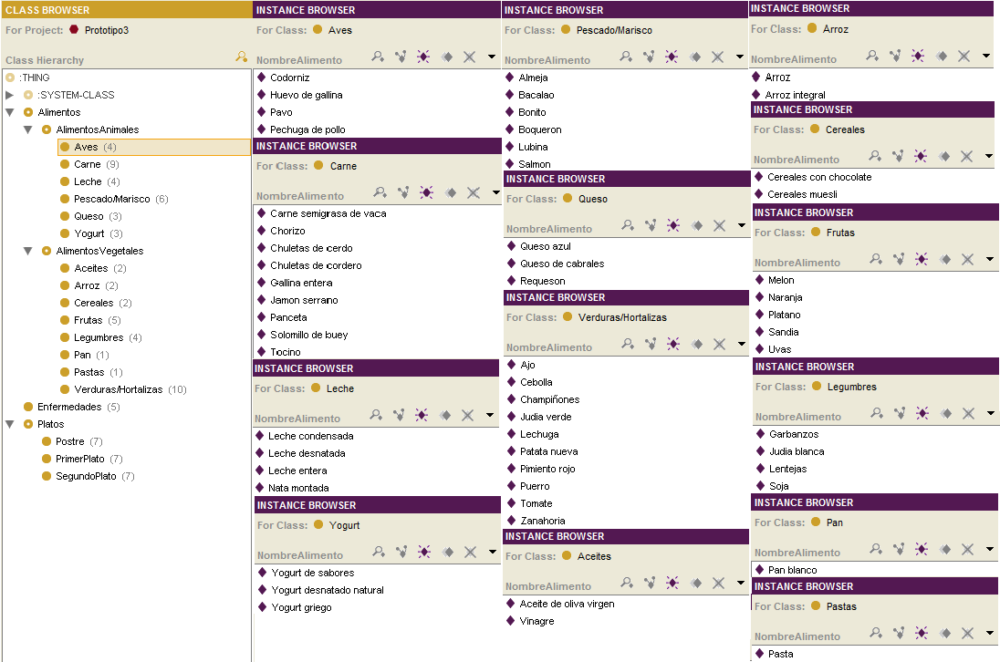 CLASS BROWSER
For Project: Prototipo3
Class Hierarchy
:THING
:SYSTEM-CLASS
Alimentos
AlimentosAnimales
Aves (4)
Carne (9)
Leche (4)
Pescado/Marisco (6)
Queso (3)
Yogurt (3)
AlimentosVegetales
Aceites (2)
Arroz (2)
Cereales (2)
Frutas (5)
Legumbres (4)
Pan (1)
Pastas (1)
Verduras/Hortalizas (10)
Enfermedades (5)
Platos
Postre (7)
PrimerPlato (7)
SegundoPlato (7)
INSTANCE BROWSER
For Class: Aves
NombreAlimento
Codorniz
Huevo de gallina
Pavo
Pechuga de pollo
INSTANCE BROWSER
For Class: Carne
NombreAlimento
Carne semigrasa de vaca
Chorizo
Chuletas de cerdo
Chuletas de cordero
Gallina entera
Jamon serrano
Panceta
Solomillo de buey
Tocino
INSTANCE BROWSER
For Class: Leche
NombreAlimento
Leche condensada
Leche desnatada
Leche entera
Nata montada
INSTANCE BROWSER
For Class: Yogurt
NombreAlimento
Yogurt de sabores
Yogurt desnatado natural
Yogurt griego
INSTANCE BROWSER
For Class: Pescado/Marisco
NombreAlimento
Almeja
Bacalao
Bonito
Boqueron
Lubina
Salmon
INSTANCE BROWSER
For Class: Queso
NombreAlimento
Queso azul
Queso de cabrales
Requeson
INSTANCE BROWSER
For Class: Verduras/Hortalizas
NombreAlimento
Ajo
Cebolla
Champiñones
Judia verde
Lechuga
Patata nueva
Pimiento rojo
Puerro
Tomate
Zanahoria
INSTANCE BROWSER
For Class: Aceites
NombreAlimento
Aceite de oliva virgen
Vinagre
INSTANCE BROWSER
For Class: Arroz
NombreAlimento
Arroz
Arroz integral
INSTANCE BROWSER
For Class: Cereales
NombreAlimento
Cereales con chocolate
Cereales muesli
INSTANCE BROWSER
For Class: Frutas
NombreAlimento
Melon
Naranja
Platano
Sandia
Uvas
INSTANCE BROWSER
For Class: Legumbres
NombreAlimento
Garbanzos
Judia blanca
Lentejas
Soja
INSTANCE BROWSER
For Class: Pan
NombreAlimento
Pan blanco
INSTANCE BROWSER
For Class: Pastas
NombreAlimento
Pasta